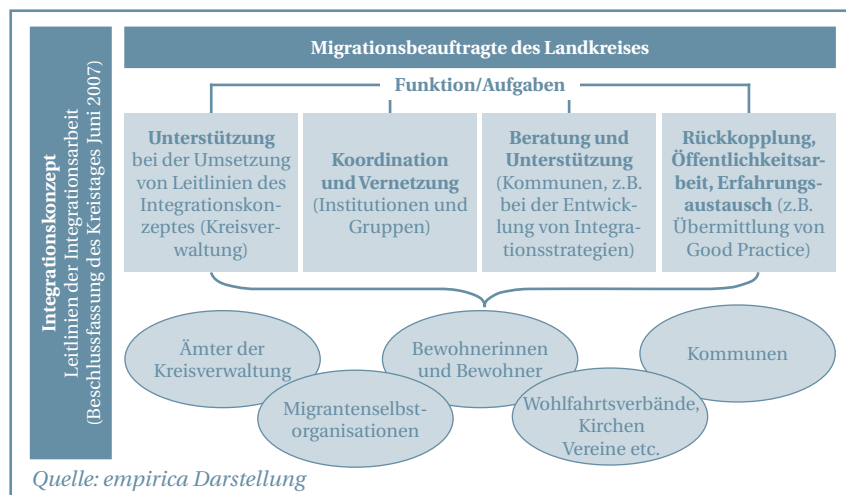 Integrationskonzept
Leitlinien der Integrationsarbeit
(Beschlussfassung des Kreistages Juni 2007)
Migrationsbeauftragte des Landkreises
Funktion/Aufgaben
Unterstützung
bei der Umsetzung
von Leitlinien des
Integrationskon-
zeptes (Kreisver-
waltung)
Koordination
und Vernetzung
(Institutionen und
Gruppen)
Beratung und
Unterstützung
(Kommunen, z.B.
bei der Entwick-
lung von Integra-
tionsstrategien)
Rückkopplung,
Öffentlichkeitsar-
beit, Erfahrungs-
austausch (z.B.
Übermittlung von
Good Practice)
Ämter der
Kreisverwaltung
Migrantenselbst-
organisationen
Bewohnerinnen
und Bewohner
Wohlfahrtsverbände,
Kirchen
Vereine etc.
Kommunen
Quelle: empirica Darstellung